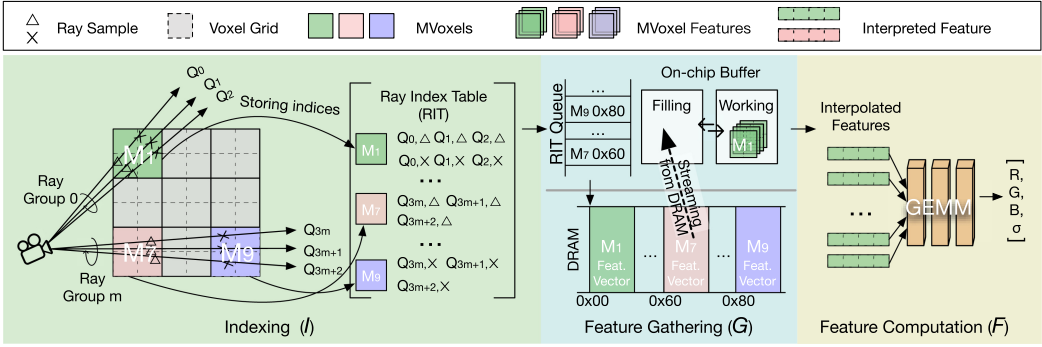 Ray Sample
Voxel Grid
MVoxels
MVoxel Features
Interpreted Feature
Q0
Q1
Q2
Storing indices
M1
Ray
Group 0
M7
M9
Ray
Group m
Q3m
Q3m+1
Q3m+2
Ray Index Table
(RIT)
M1
Q0,△ Q1,△ Q2,△
Q0,X Q1,X Q2,X
...
M7
Q3m,△ Q3m+1,△
Q3m+2,△
...
M9
Q3m,X Q3m+1,X
Q3m+2,X
Indexing (I)
RIT Queue
...
M9 0x80
...
M7 0x60
On-chip Buffer
Filling
Working
M1
Streaming
from DRAM
DRAM
M1
Feat.
Vector
...
M7
Feat.
Vector
...
M9
Feat.
Vector
0x00
0x60
0x80
Feature Gathering (G)
Interpolated
Features
...
GEMM
[
R,
G,
B,
σ
]
Feature Computation (F)